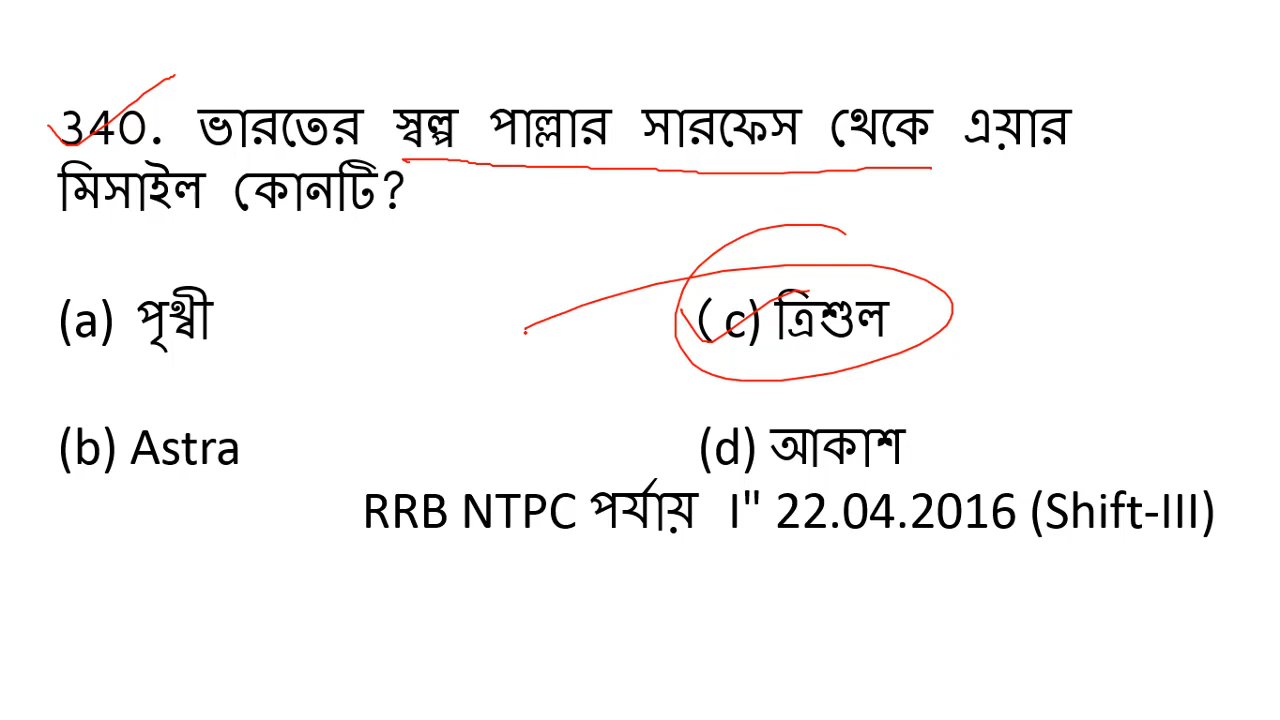 340. ভারতের স্বল্প পাল্লার সারফেস থেকে এয়ার
মিসাইল কোনটি?
(a) পৃথ্বী
(c) ত্রিশুল
(b) Astra
(d) আকাশ
RRB NTPC পর্যায় I" 22.04.2016 (Shift-III)